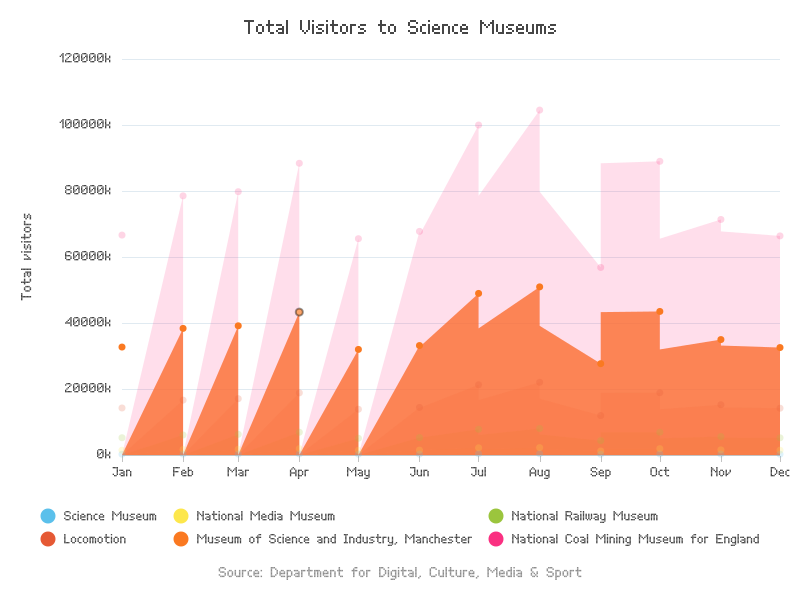 Total Visitors to Science Museums
120000k
100000k
80000k
60000k
40000k
20000k
0k
Total visitors
Jan Feb Mar Apr May Jun Jul Aug Sep Oct Nov Dec
Science Museum National Media Museum National Railway Museum
Locomotion Museum of Science and Industry, Manchester National Coal Mining Museum for England
Source: Department for Digital, Culture, Media & Sport